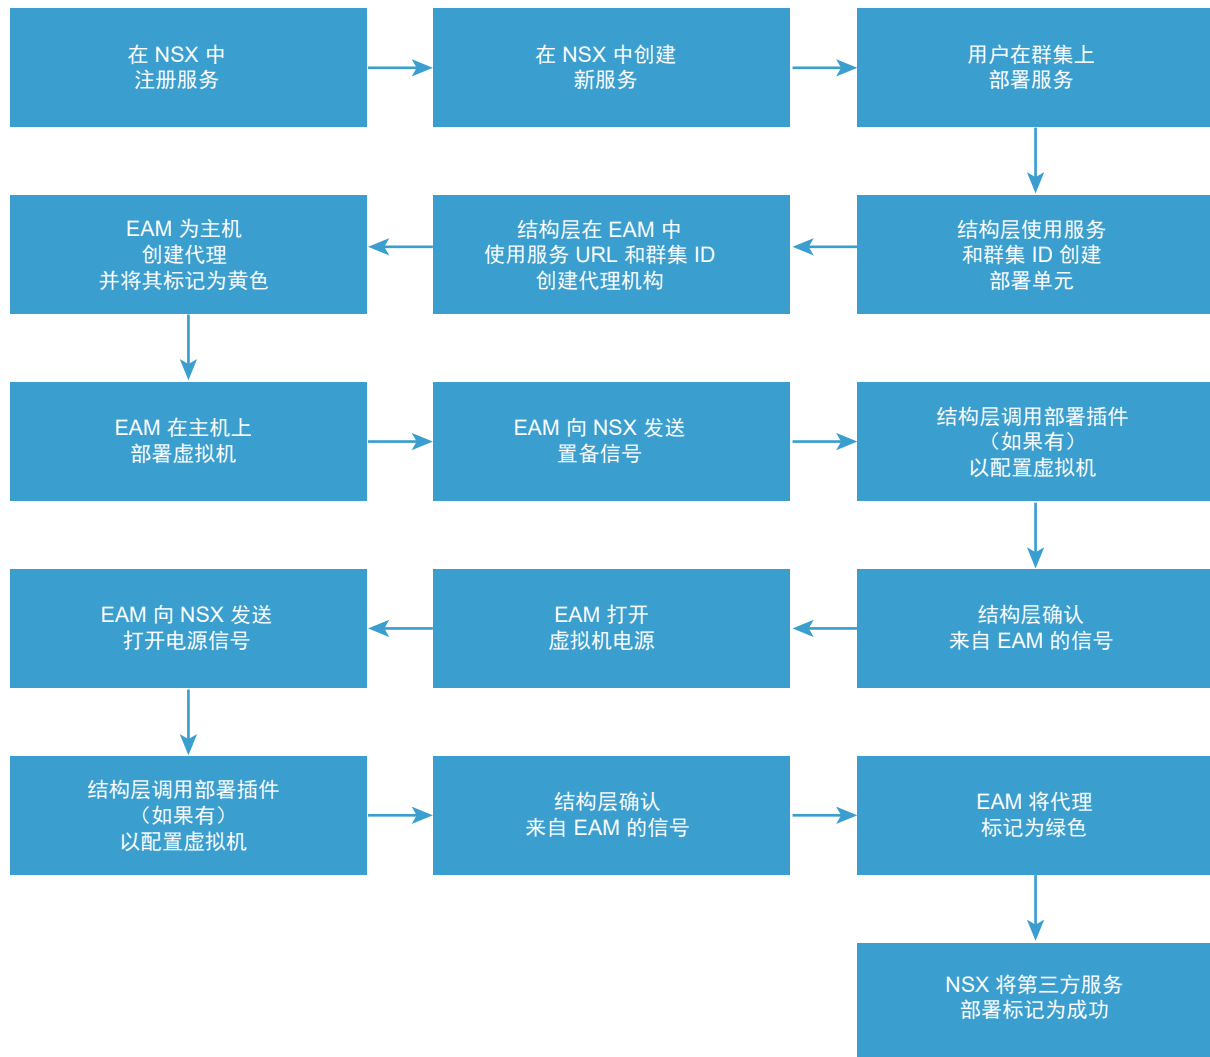 在 NSX 中
注册服务
在 NSX 中创建
新服务
用户在群集上
部署服务
结构层使用服务
和群集 ID 创建
部署单元
结构层在 EAM 中
使用服务 URL 和群集 ID
创建代理机构
EAM 为主机
创建代理
并将其标记为黄色
EAM 在主机上
部署虚拟机
EAM 向 NSX 发送
置备信号
结构层调用部署插件
（如果有）
以配置虚拟机
结构层确认
来自 EAM 的信号
EAM 打开
虚拟机电源
EAM 向 NSX 发送
打开电源信号
结构层调用部署插件
（如果有）
以配置虚拟机
结构层确认
来自 EAM 的信号
EAM 将代理
标记为绿色
NSX 将第三方服务
部署标记为成功